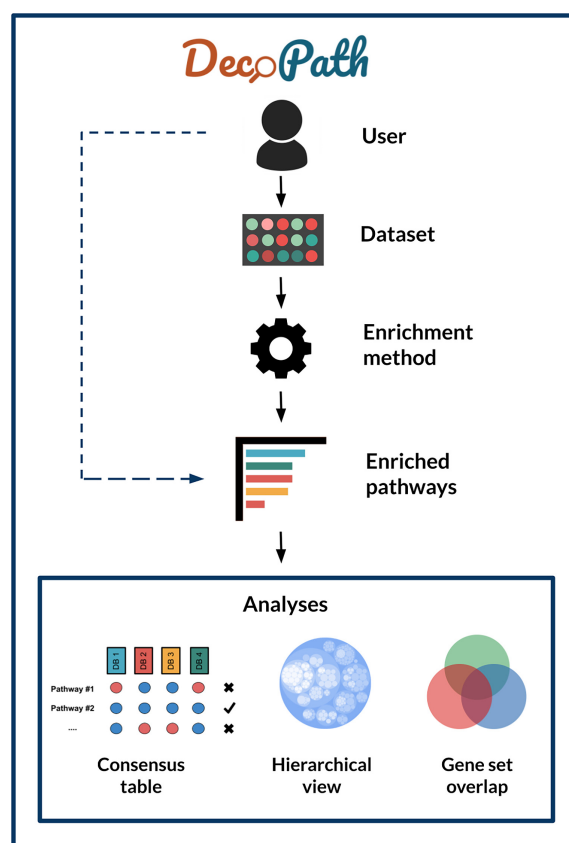 DecoPath
User
Dataset
Enrichment
method
Enriched
pathways
Analyses
DB 1 DB 2 DB 3 DB 4
Pathway #1
Pathway #2
....
Consensus
table
Hierarchical
view
Gene set
overlap